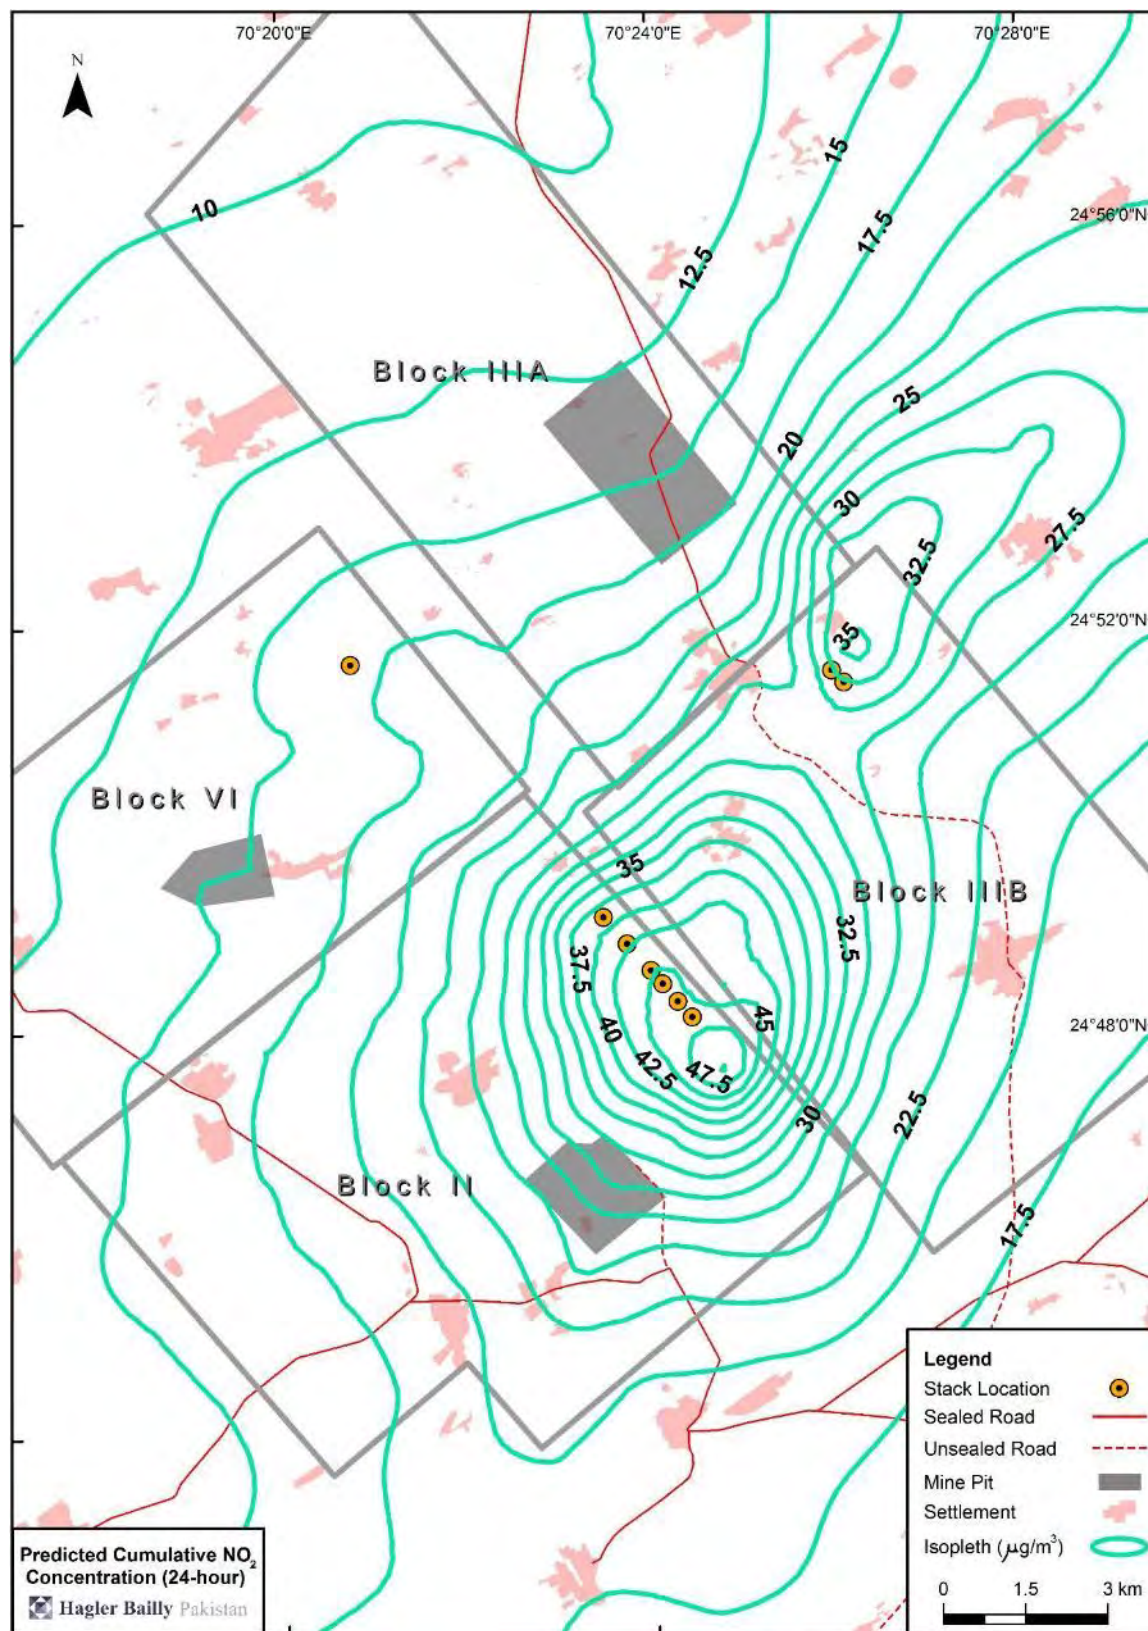 70°20'0"E
70°24'0"E
70°28'0"E
N
15
10
24°56'0"N
17.5
12.5
Block IIIA
25
20
30
27.5
32.5
24°52'0"N
35
Block VI
35
Block IIIB
32.5
37.5
45
24°48'0"N
40
42.5
47.5
30
22.5
Block II
17.5
Legend
Stack Location
Sealed Road
Unsealed Road
Mine Pit
Settlement
Isopleth (μg/m³)
0 1.5 3 km
Predicted Cumulative NO₂
Concentration (24-hour)
Hagler Bailly Pakistan